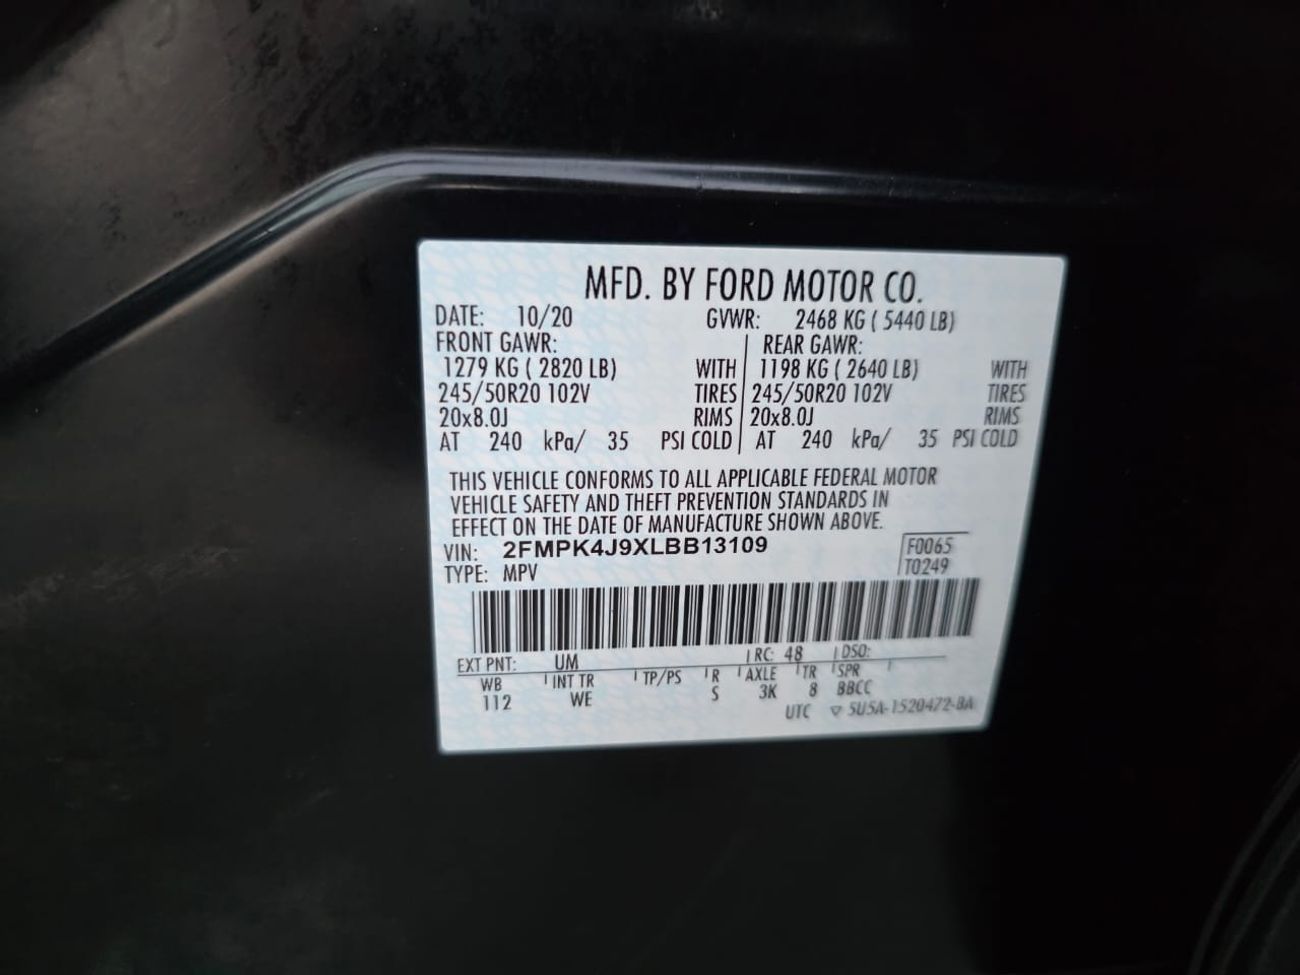 MFD. BY FORD MOTOR CO.
DATE: 10/20 GVWR: 2468 KG ( 5440 LB)
FRONT GAWR: REAR GAWR:
1279 KG ( 2820 LB) WITH 1198 KG ( 2640 LB) WITH
245/50R20 102V TIRES 245/50R20 102V TIRES
20x8.0J RIMS 20x8.0J RIMS
AT 240 kPa/ 35 PSI COLD AT 240 kPa/ 35 PSI COLD
THIS VEHICLE CONFORMS TO ALL APPLICABLE FEDERAL MOTOR
VEHICLE SAFETY AND THEFT PREVENTION STANDARDS IN
EFFECT ON THE DATE OF MANUFACTURE SHOWN ABOVE.
VIN: 2FMPK4J9XLBB13109 F0065
TYPE: MPV T0249
EXT PNT: UM RC: 48 DSO:
WB INT TR TP/PS R AXLE TR SPR
112 WE S 3K 8 BBCC
UTC ▽ 5U5A-1520472-BA